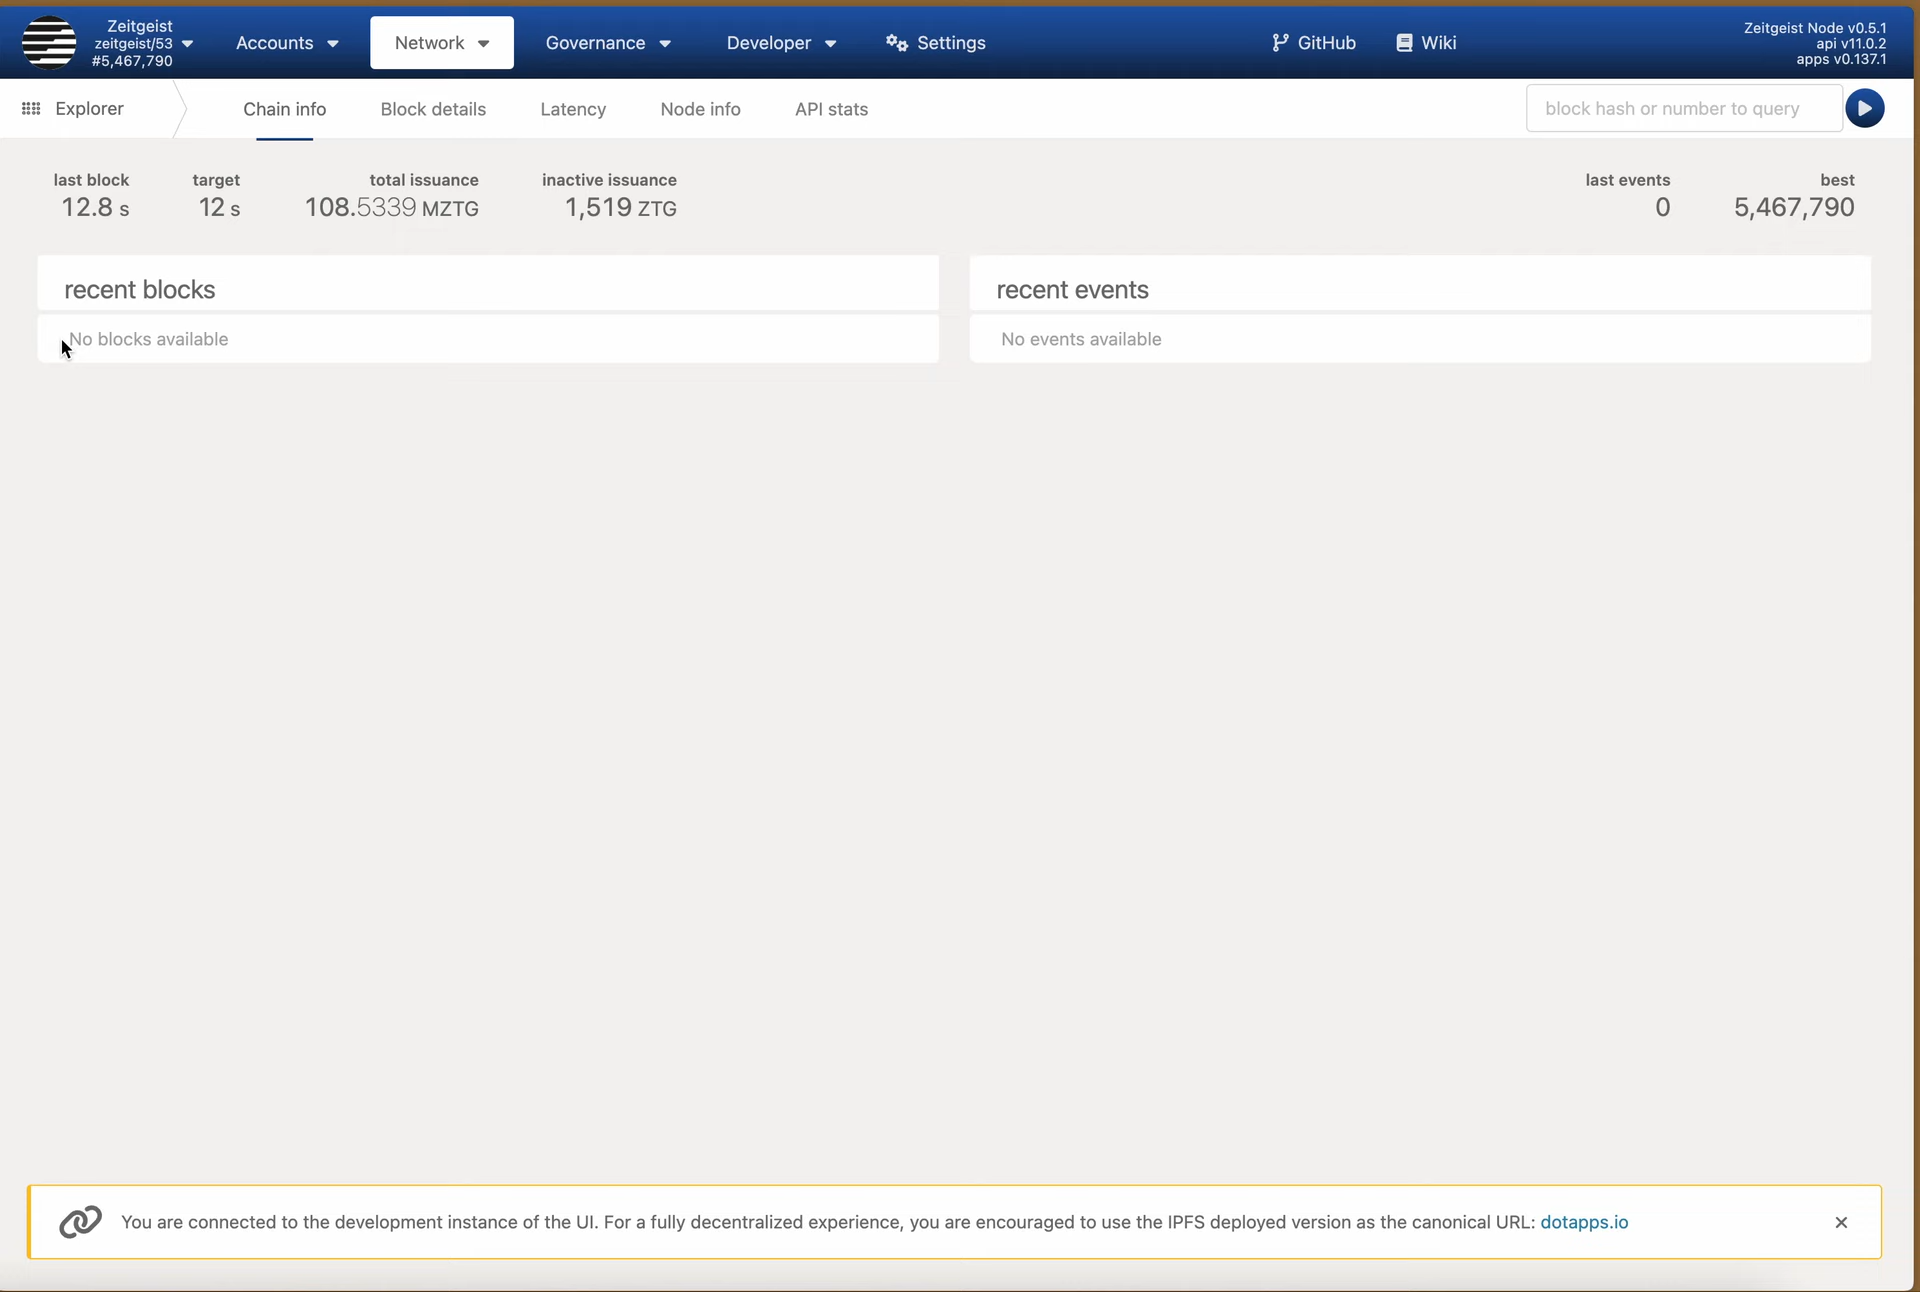 Zeitgeist
zeitgeist/53
#5,467,790
Accounts
Network
Governance
Developer
Settings
GitHub
Wiki
Zeitgeist Node v0.5.1
api v11.0.2
apps v0.137.1
Explorer
Chain info
Block details
Latency
Node info
API stats
block hash or number to query
last block
12.8 s
target
12 s
total issuance
108.5339 MZTG
inactive issuance
1,519 ZTG
last events
0
best
5,467,790
recent blocks
No blocks available
recent events
No events available
You are connected to the development instance of the UI. For a fully decentralized experience, you are encouraged to use the IPFS deployed version as the canonical URL: dotapps.io